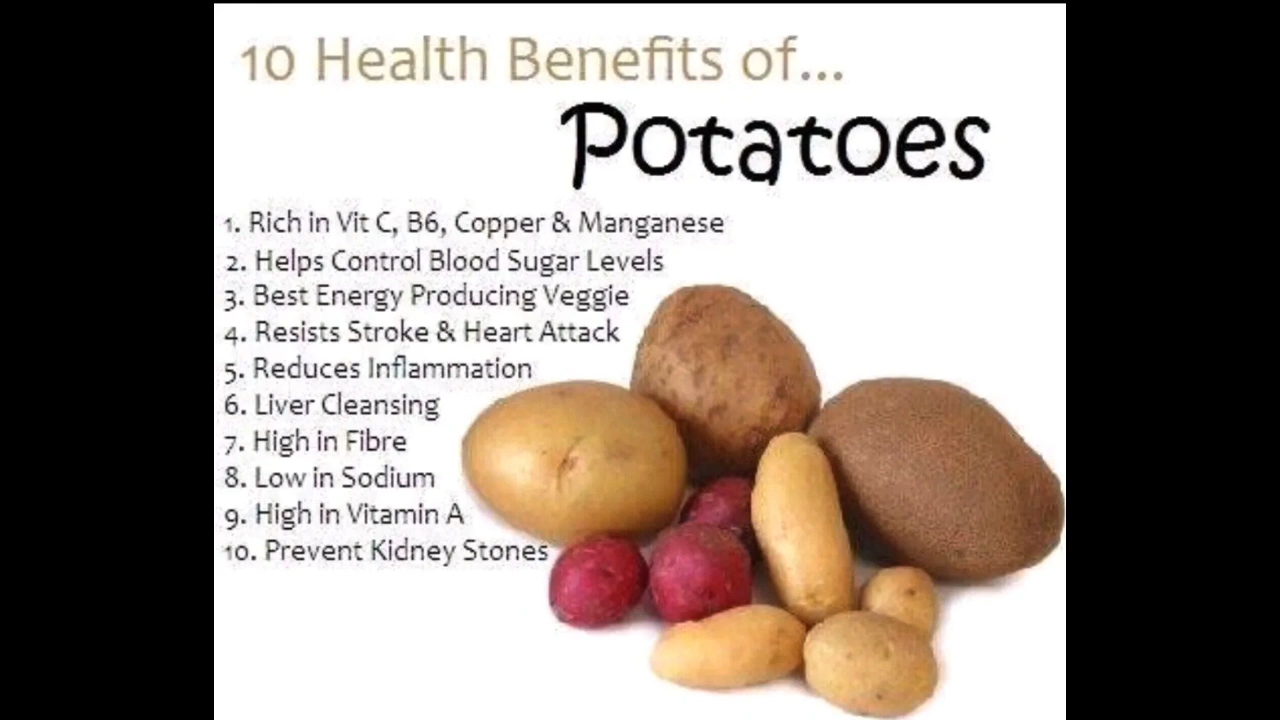 10 Health Benefits of...
Potatoes
1. Rich in Vit C, B6, Copper & Manganese
2. Helps Control Blood Sugar Levels
3. Best Energy Producing Veggie
4. Resists Stroke & Heart Attack
5. Reduces Inflammation
6. Liver Cleansing
7. High in Fibre
8. Low in Sodium
9. High in Vitamin A
10. Prevent Kidney Stones